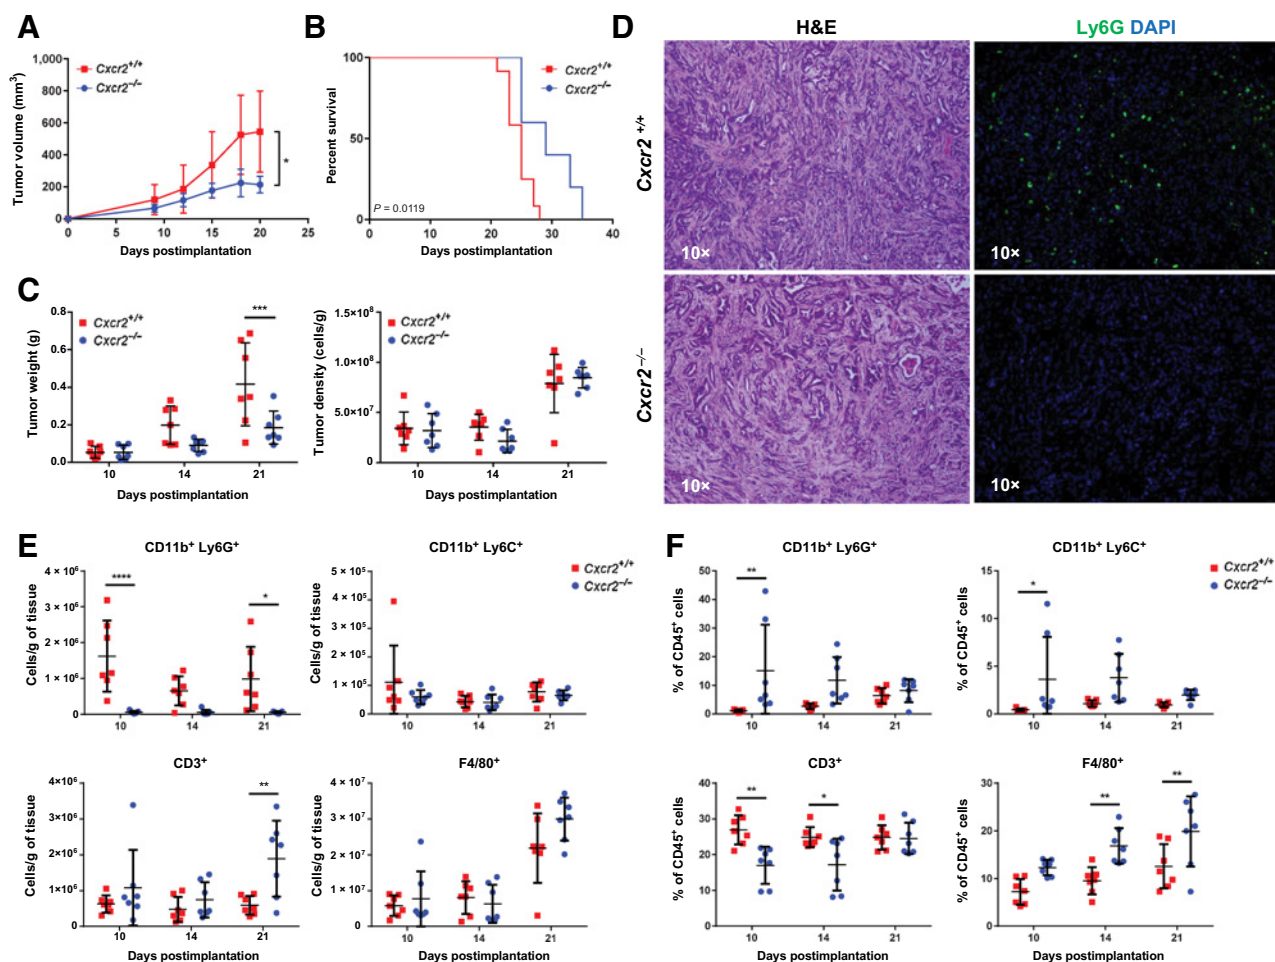 A
Tumor volume (mm³)
1,000
800
600
400
200
0
Cxcr2+/+
Cxcr2−/−
*
0 5 10 15 20 25
Days postimplantation
B
Percent survival
100
50
0
Cxcr2+/+
Cxcr2−/−
P = 0.0119
0 10 20 30 40
Days postimplantation
C
Tumor weight (g)
0.8
0.6
0.4
0.2
0.0
Cxcr2+/+
Cxcr2−/−
***
10 14 21
Days postimplantation
Tumor density (cells/g)
1.5×10⁸
1.0×10⁸
5.0×10⁷
0
Cxcr2+/+
Cxcr2−/−
10 14 21
Days postimplantation
D
H&E
Ly6G DAPI
Cxcr2+/+
10×
10×
Cxcr2−/−
10×
10×
E
CD11b+ Ly6G+
Cells/g of tissue
4 × 10⁶
3 × 10⁶
2 × 10⁶
1 × 10⁶
0
****
*
10 14 21
CD11b+ Ly6C+
Cells/g of tissue
5 × 10⁵
4 × 10⁵
3 × 10⁵
2 × 10⁵
1 × 10⁵
0
10 14 21
Cxcr2+/+
Cxcr2−/−
CD3+
Cells/g of tissue
4×10⁶
3×10⁶
2×10⁶
1×10⁶
0
**
10 14 21
Days postimplantation
F4/80+
Cells/g of tissue
4 × 10⁷
3 × 10⁷
2 × 10⁷
1 × 10⁷
0
10 14 21
Days postimplantation
F
CD11b+ Ly6G+
% of CD45+ cells
50
40
30
20
10
0
**
10 14 21
CD11b+ Ly6C+
% of CD45+ cells
15
10
5
0
*
10 14 21
Cxcr2+/+
Cxcr2−/−
CD3+
% of CD45+ cells
40
30
20
10
0
**
*
10 14 21
Days postimplantation
F4/80+
% of CD45+ cells
30
20
10
0
**
**
10 14 21
Days postimplantation